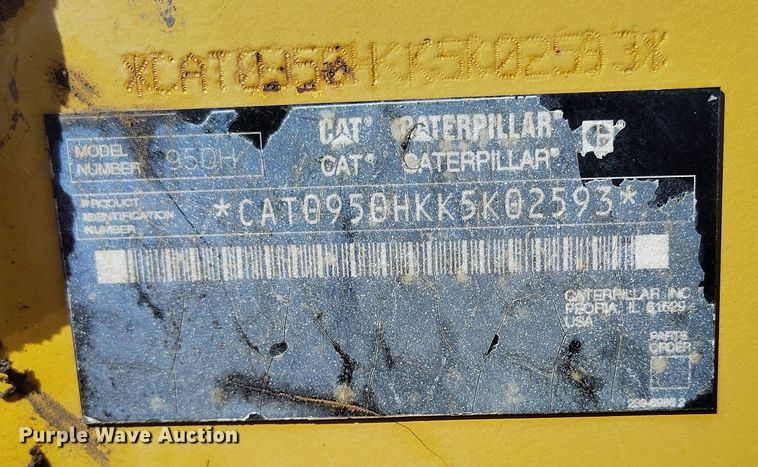 *CAT0950HKK5K02593*
CAT® CATERPILLAR®
CAT® CATERPILLAR®
MODEL NUMBER 950H
PRODUCT IDENTIFICATION NUMBER
*CAT0950HKK5K02593*
CATERPILLAR INC
PEORIA, IL 61629
USA
PARTS ORDER
Purple Wave Auction